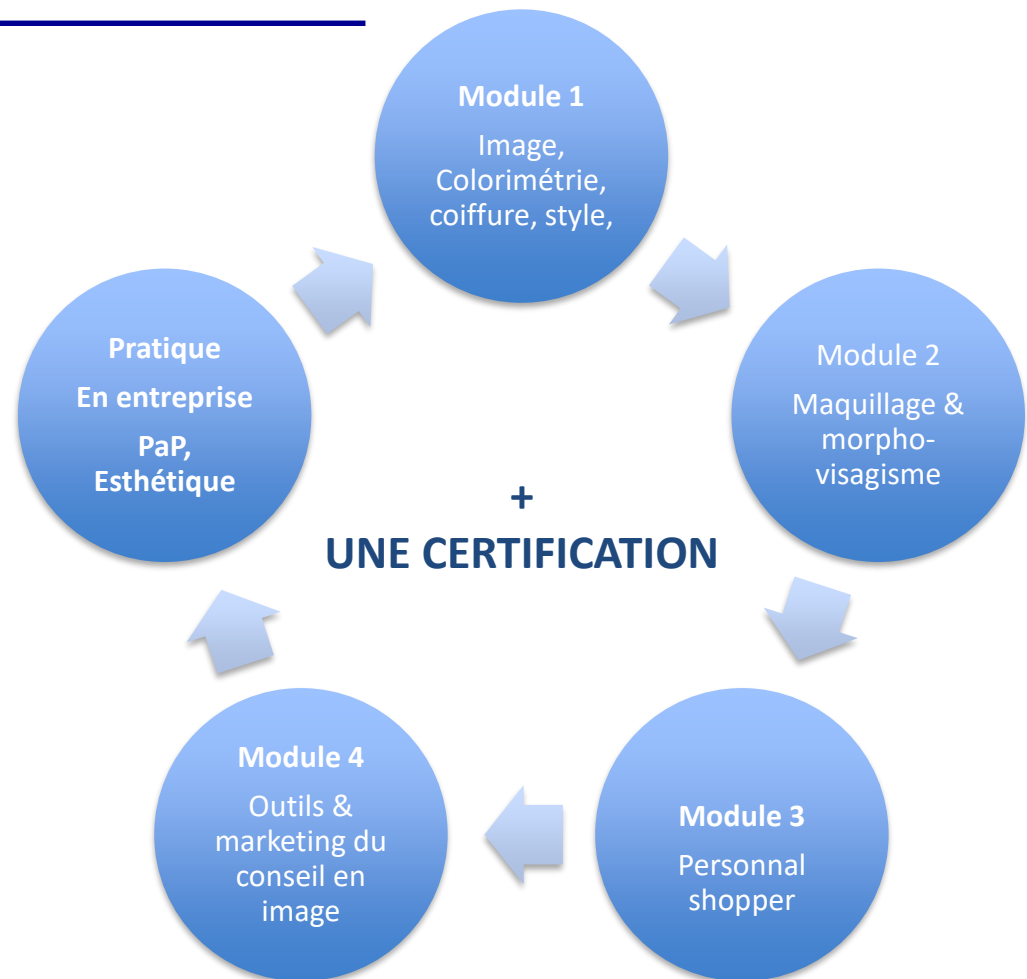 Module 1
Image,
Colorimétrie,
coiffure, style,
Module 2
Maquillage &
morpho-
visagisme
Module 3
Personnal
shopper
Module 4
Outils &
marketing du
conseil en
image
Pratique
En entreprise
PaP,
Esthétique
+
UNE CERTIFICATION